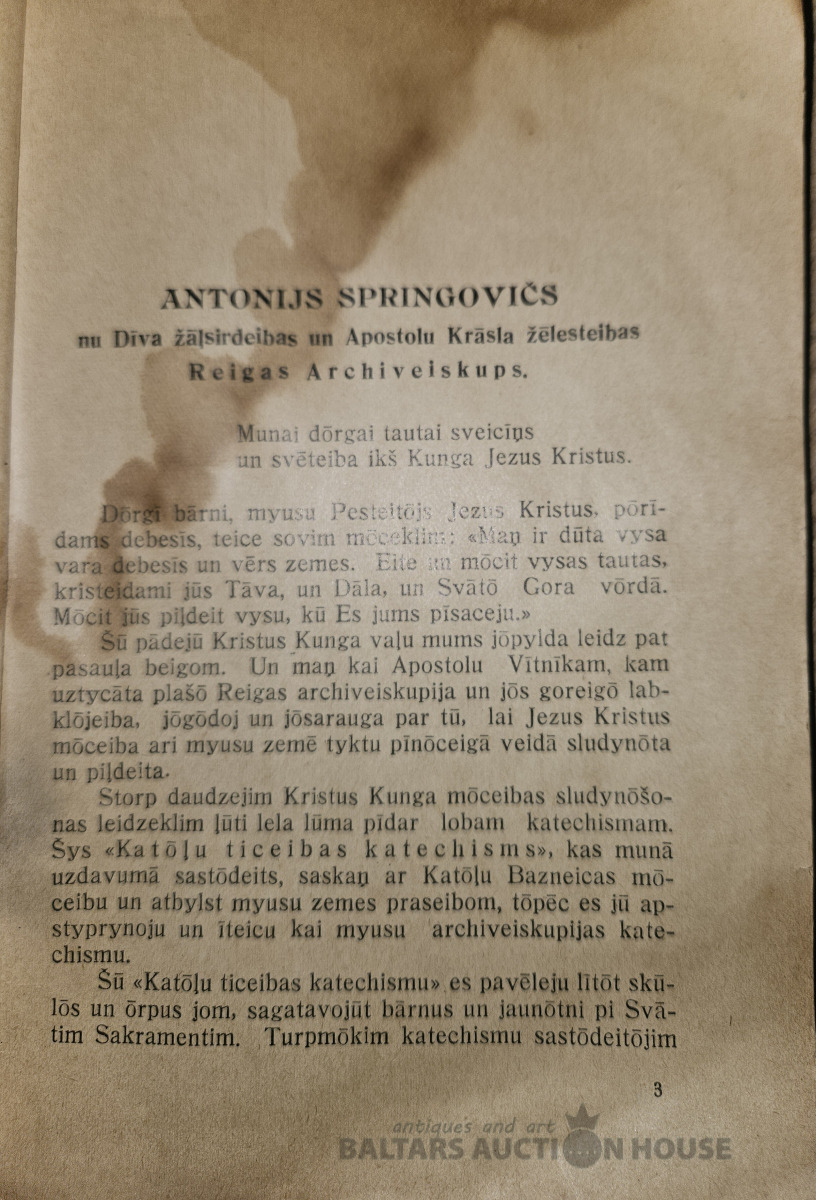 ANTONIJS SPRINGOVIČS
nu Dīva žāļsirdeibas un Apostolu Krāsla žēlesteibas
Reigas Archiveiskups.
Munai dōrgai tautai sveicīņs
un svēteiba ikš Kunga Jezus Kristus.
Dōrgi bārni, myusu Pesteitōjs Jezus Kristus, pōrī-
dams debesīs, teice sovim mōceklim: «Maņ ir dūta vysa
vara debesīs un vērs zemes. Eite un mōcit vysas tautas,
kristeidami jūs Tāva, un Dāla, un Svātō Gora vōrdā.
Mōcit jūs piļdeit vysu, kū Es jums pīsaceju.»
Šū pādejū Kristus Kunga vaļu mums jōpylda leidz pat
pasauļa beigom. Un maņ kai Apostolu Vītnīkam, kam
uztycāta plašō Reigas archiveiskupija un jōs goreigō lab-
klōjeiba, jōgōdoj un jōsarauga par tū, lai Jezus Kristus
mōceiba ari myusu zemē tyktu pīnōceigā veidā sludynōta
un piļdeita.
Storp daudzejim Kristus Kunga mōceibas sludynōšo-
nas leidzeklim ļūti lela lūma pīdar lobam katechismam.
Šys «Katōļu ticeibas katechisms», kas munā
uzdavumā sastōdeits, saskaņ ar Katōļu Bazneicas mō-
ceibu un atbylst myusu zemes praseibom, tōpēc es jū ap-
styprynoju un īteicu kai myusu archiveiskupijas kate-
chismu.
Šū «Katōļu ticeibas katechismu» es pavēleju lītōt skū-
lōs un ōrpus jom, sagatavojūt bārnus un jaunōtni pi Svā-
tim Sakramentim. Turpmōkim katechismu sastōdeitōjim
3
antiques and art
BALTARS AUCTION HOUSE